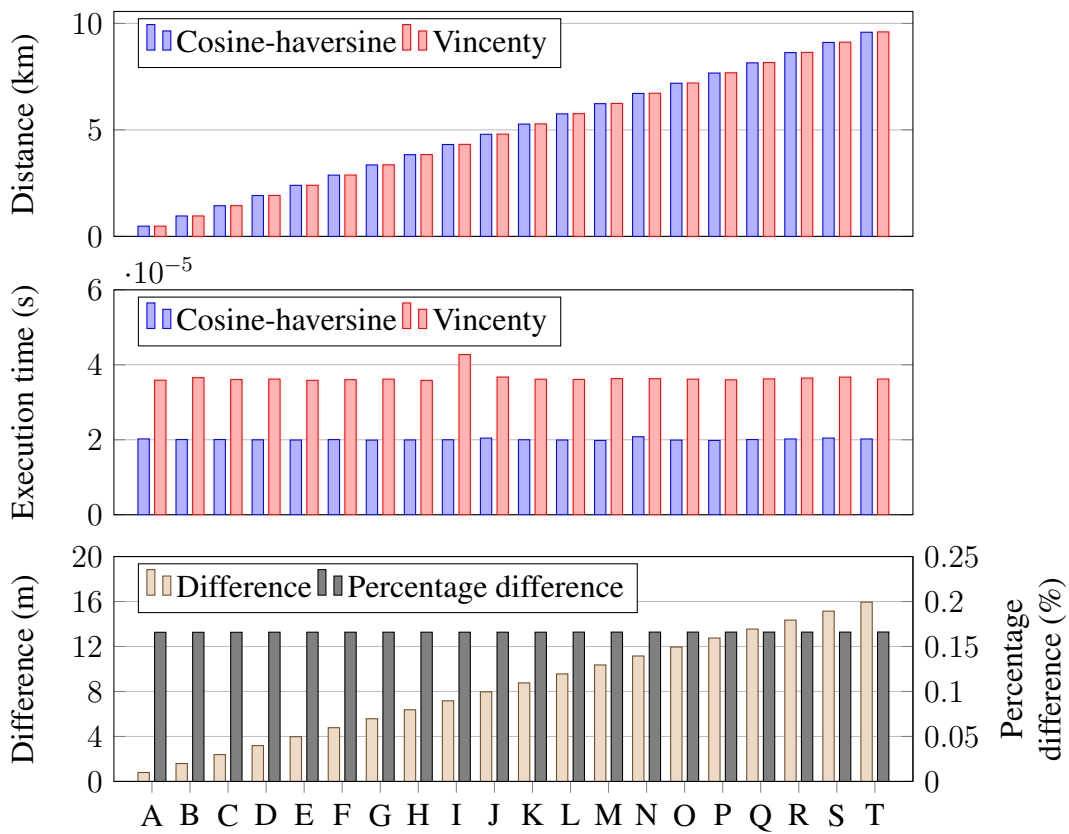 Distance (km)
10
5
0
Cosine-haversine Vincenty
Execution time (s)
·10⁻⁵
6
4
2
0
Cosine-haversine Vincenty
Difference (m)
20
16
12
8
4
0
Difference Percentage difference
0.25
0.2
0.15
0.1
0.05
0
Percentage
difference (%)
A B C D E F G H I J K L M N O P Q R S T